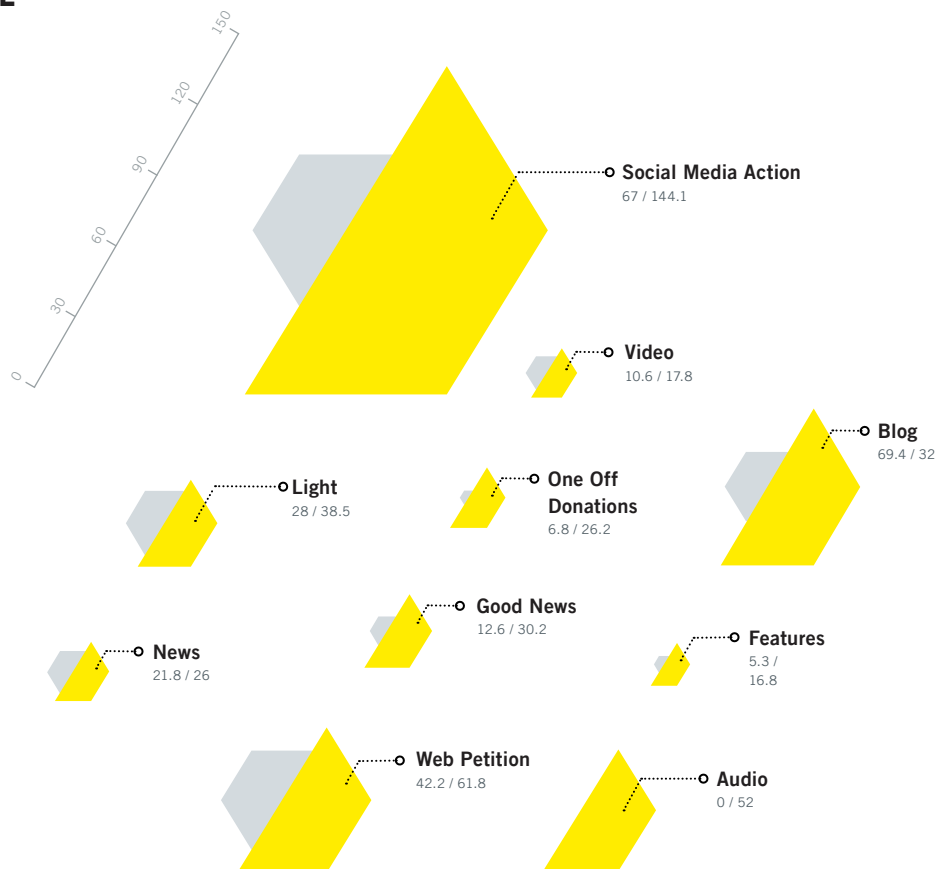 150
120
90
60
30
0
Social Media Action
67 / 144.1
Video
10.6 / 17.8
Blog
69.4 / 32
Light
28 / 38.5
One Off
Donations
6.8 / 26.2
Good News
12.6 / 30.2
Features
5.3 /
16.8
News
21.8 / 26
Web Petition
42.2 / 61.8
Audio
0 / 52